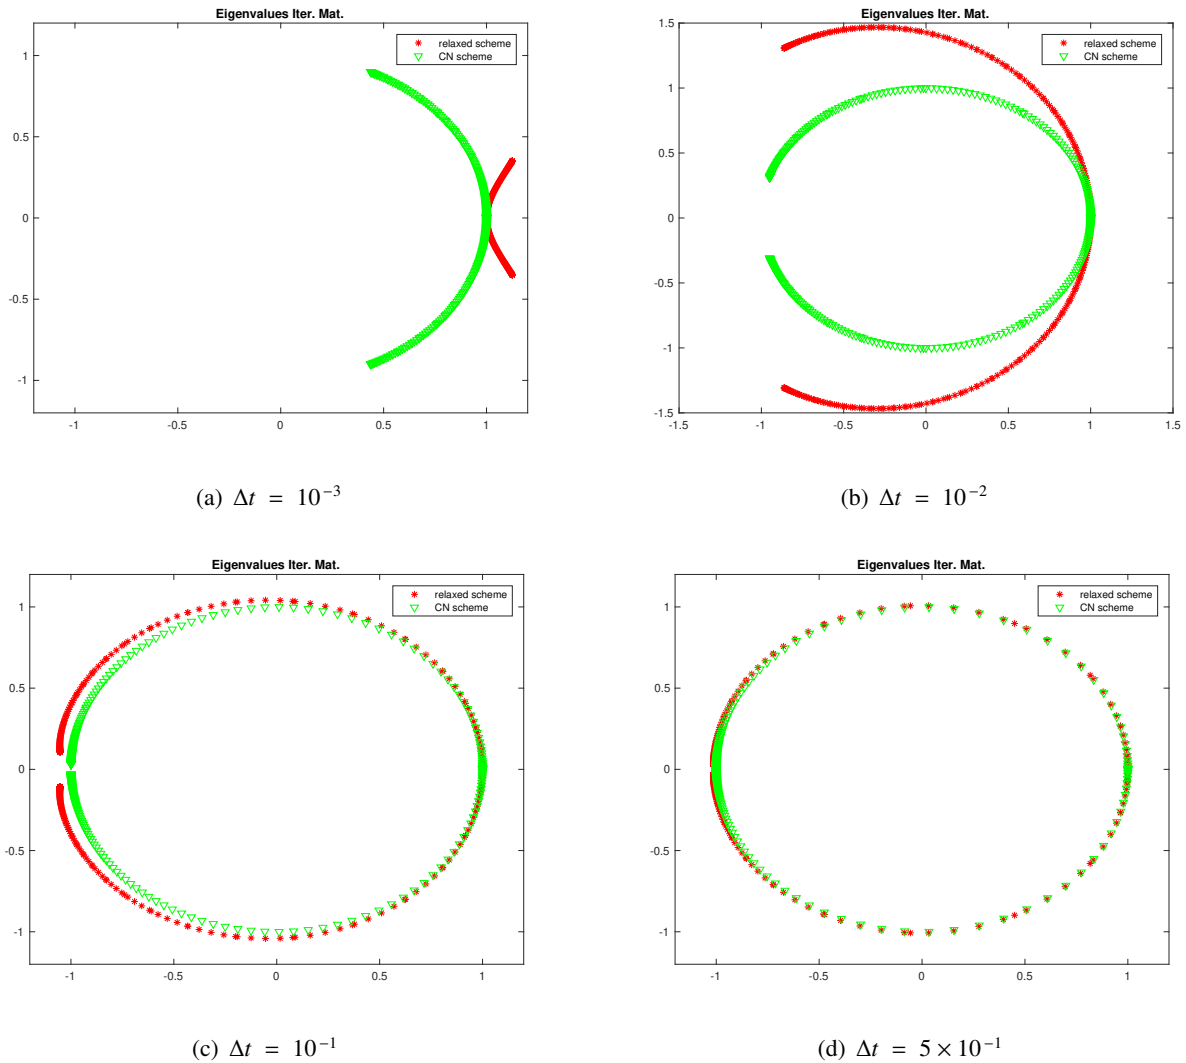 Eigenvalues Iter. Mat.
relaxed scheme
CN scheme
1
0.5
0
-0.5
-1
-1 -0.5 0 0.5 1
(a) Δt = 10⁻³
Eigenvalues Iter. Mat.
relaxed scheme
CN scheme
1.5
1
0.5
0
-0.5
-1
-1.5
-1.5 -1 -0.5 0 0.5 1 1.5
(b) Δt = 10⁻²
Eigenvalues Iter. Mat.
relaxed scheme
CN scheme
1
0.5
0
-0.5
-1
-1 -0.5 0 0.5 1
(c) Δt = 10⁻¹
Eigenvalues Iter. Mat.
relaxed scheme
CN scheme
1
0.5
0
-0.5
-1
-1 -0.5 0 0.5 1
(d) Δt = 5 × 10⁻¹